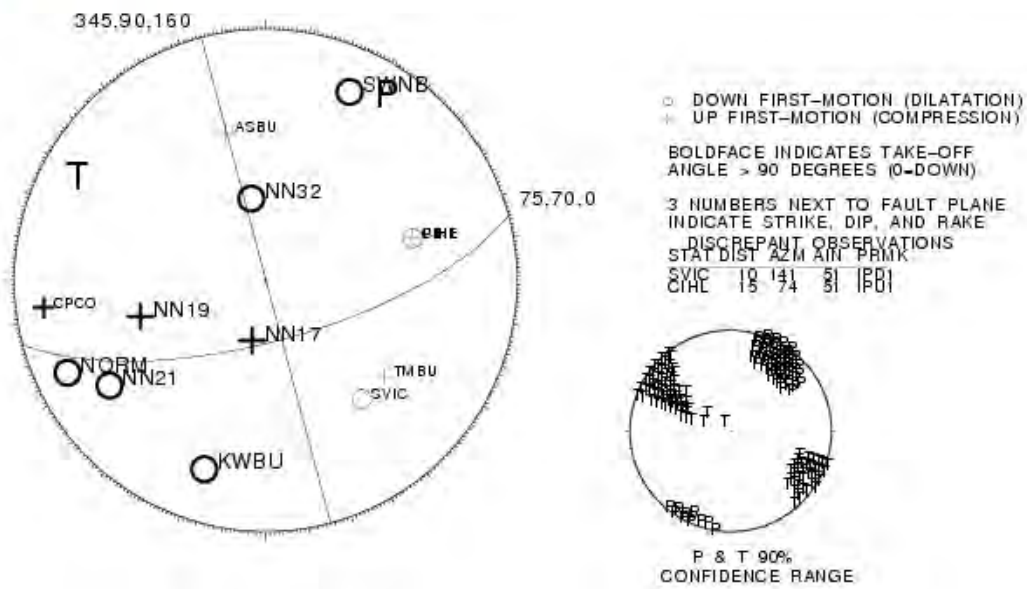 345,90,160
SWNB
P
ASBU
T
NN32
75,70,0
CPCO
NN19
NN17
NORM
NN21
TMBU
SVIC
KWBU
DOWN FIRST-MOTION (DILATATION)
UP FIRST-MOTION (COMPRESSION)
BOLDFACE INDICATES TAKE-OFF
ANGLE > 90 DEGREES (0=DOWN)
3 NUMBERS NEXT TO FAULT PLANE
INDICATE STRIKE, DIP, AND RAKE
DISCREPANT OBSERVATIONS
STAT DIST AZM AIN PRMK
SVIC 10 141 51 IPD1
CIHL 15 74 51 IPU1
P & T 90%
CONFIDENCE RANGE